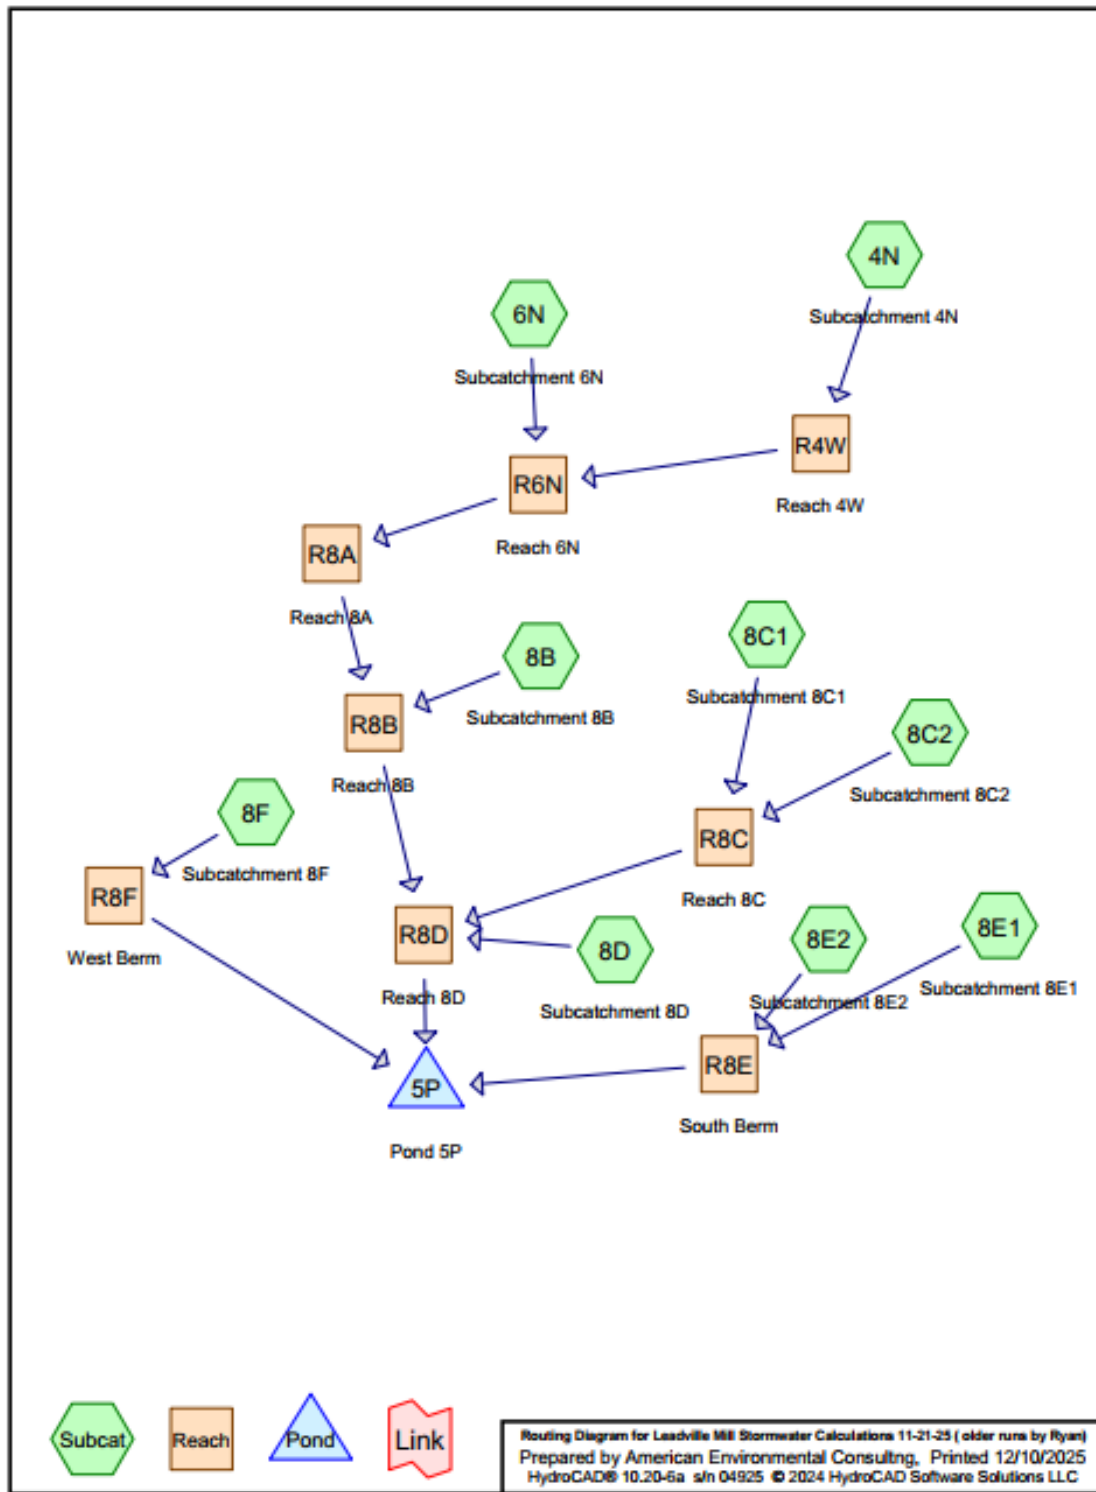 4N
Subcatchment 4N
6N
Subcatchment 6N
R4W
Reach 4W
R6N
Reach 6N
R8A
Reach 8A
8C1
Subcatchment 8C1
8B
Subcatchment 8B
R8B
Reach 8B
8C2
Subcatchment 8C2
8F
Subcatchment 8F
R8C
Reach 8C
R8F
West Berm
R8D
Reach 8D
8D
Subcatchment 8D
8E2
Subcatchment 8E2
8E1
Subcatchment 8E1
R8E
South Berm
5P
Pond 5P
Subcat
Reach
Pond
Link
Routing Diagram for Leadville Mill Stormwater Calculations 11-21-25 ( older runs by Ryan)
Prepared by American Environmental Consultng, Printed 12/10/2025
HydroCAD® 10.20-6a s/n 04925 © 2024 HydroCAD Software Solutions LLC